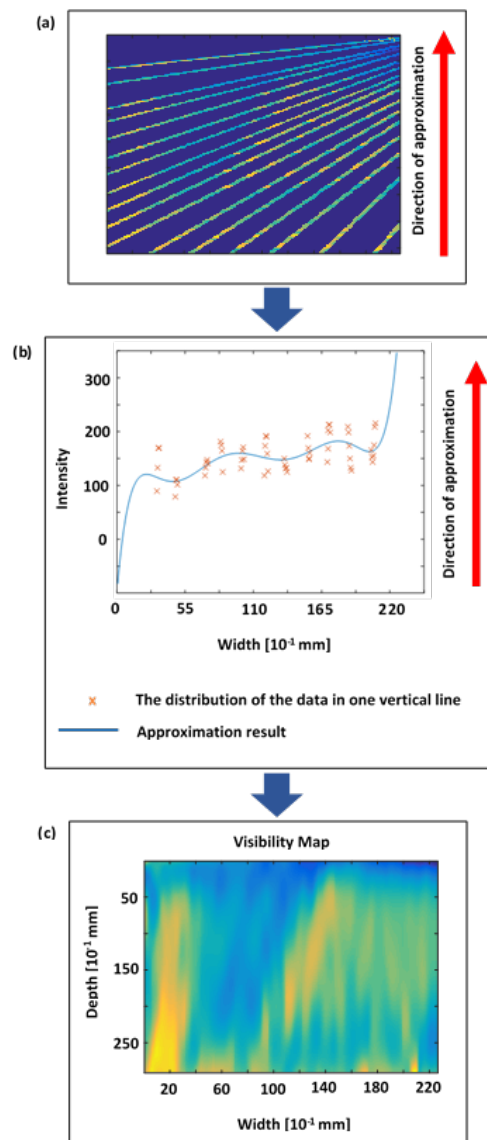 (a)
Direction of approximation
(b)
300
200
100
0
Intensity
0 55 110 165 220
Width [10⁻¹ mm]
Direction of approximation
× The distribution of the data in one vertical line
Approximation result
(c)
Visibility Map
50
150
250
Depth [10⁻¹ mm]
20 60 100 140 180 220
Width [10⁻¹ mm]